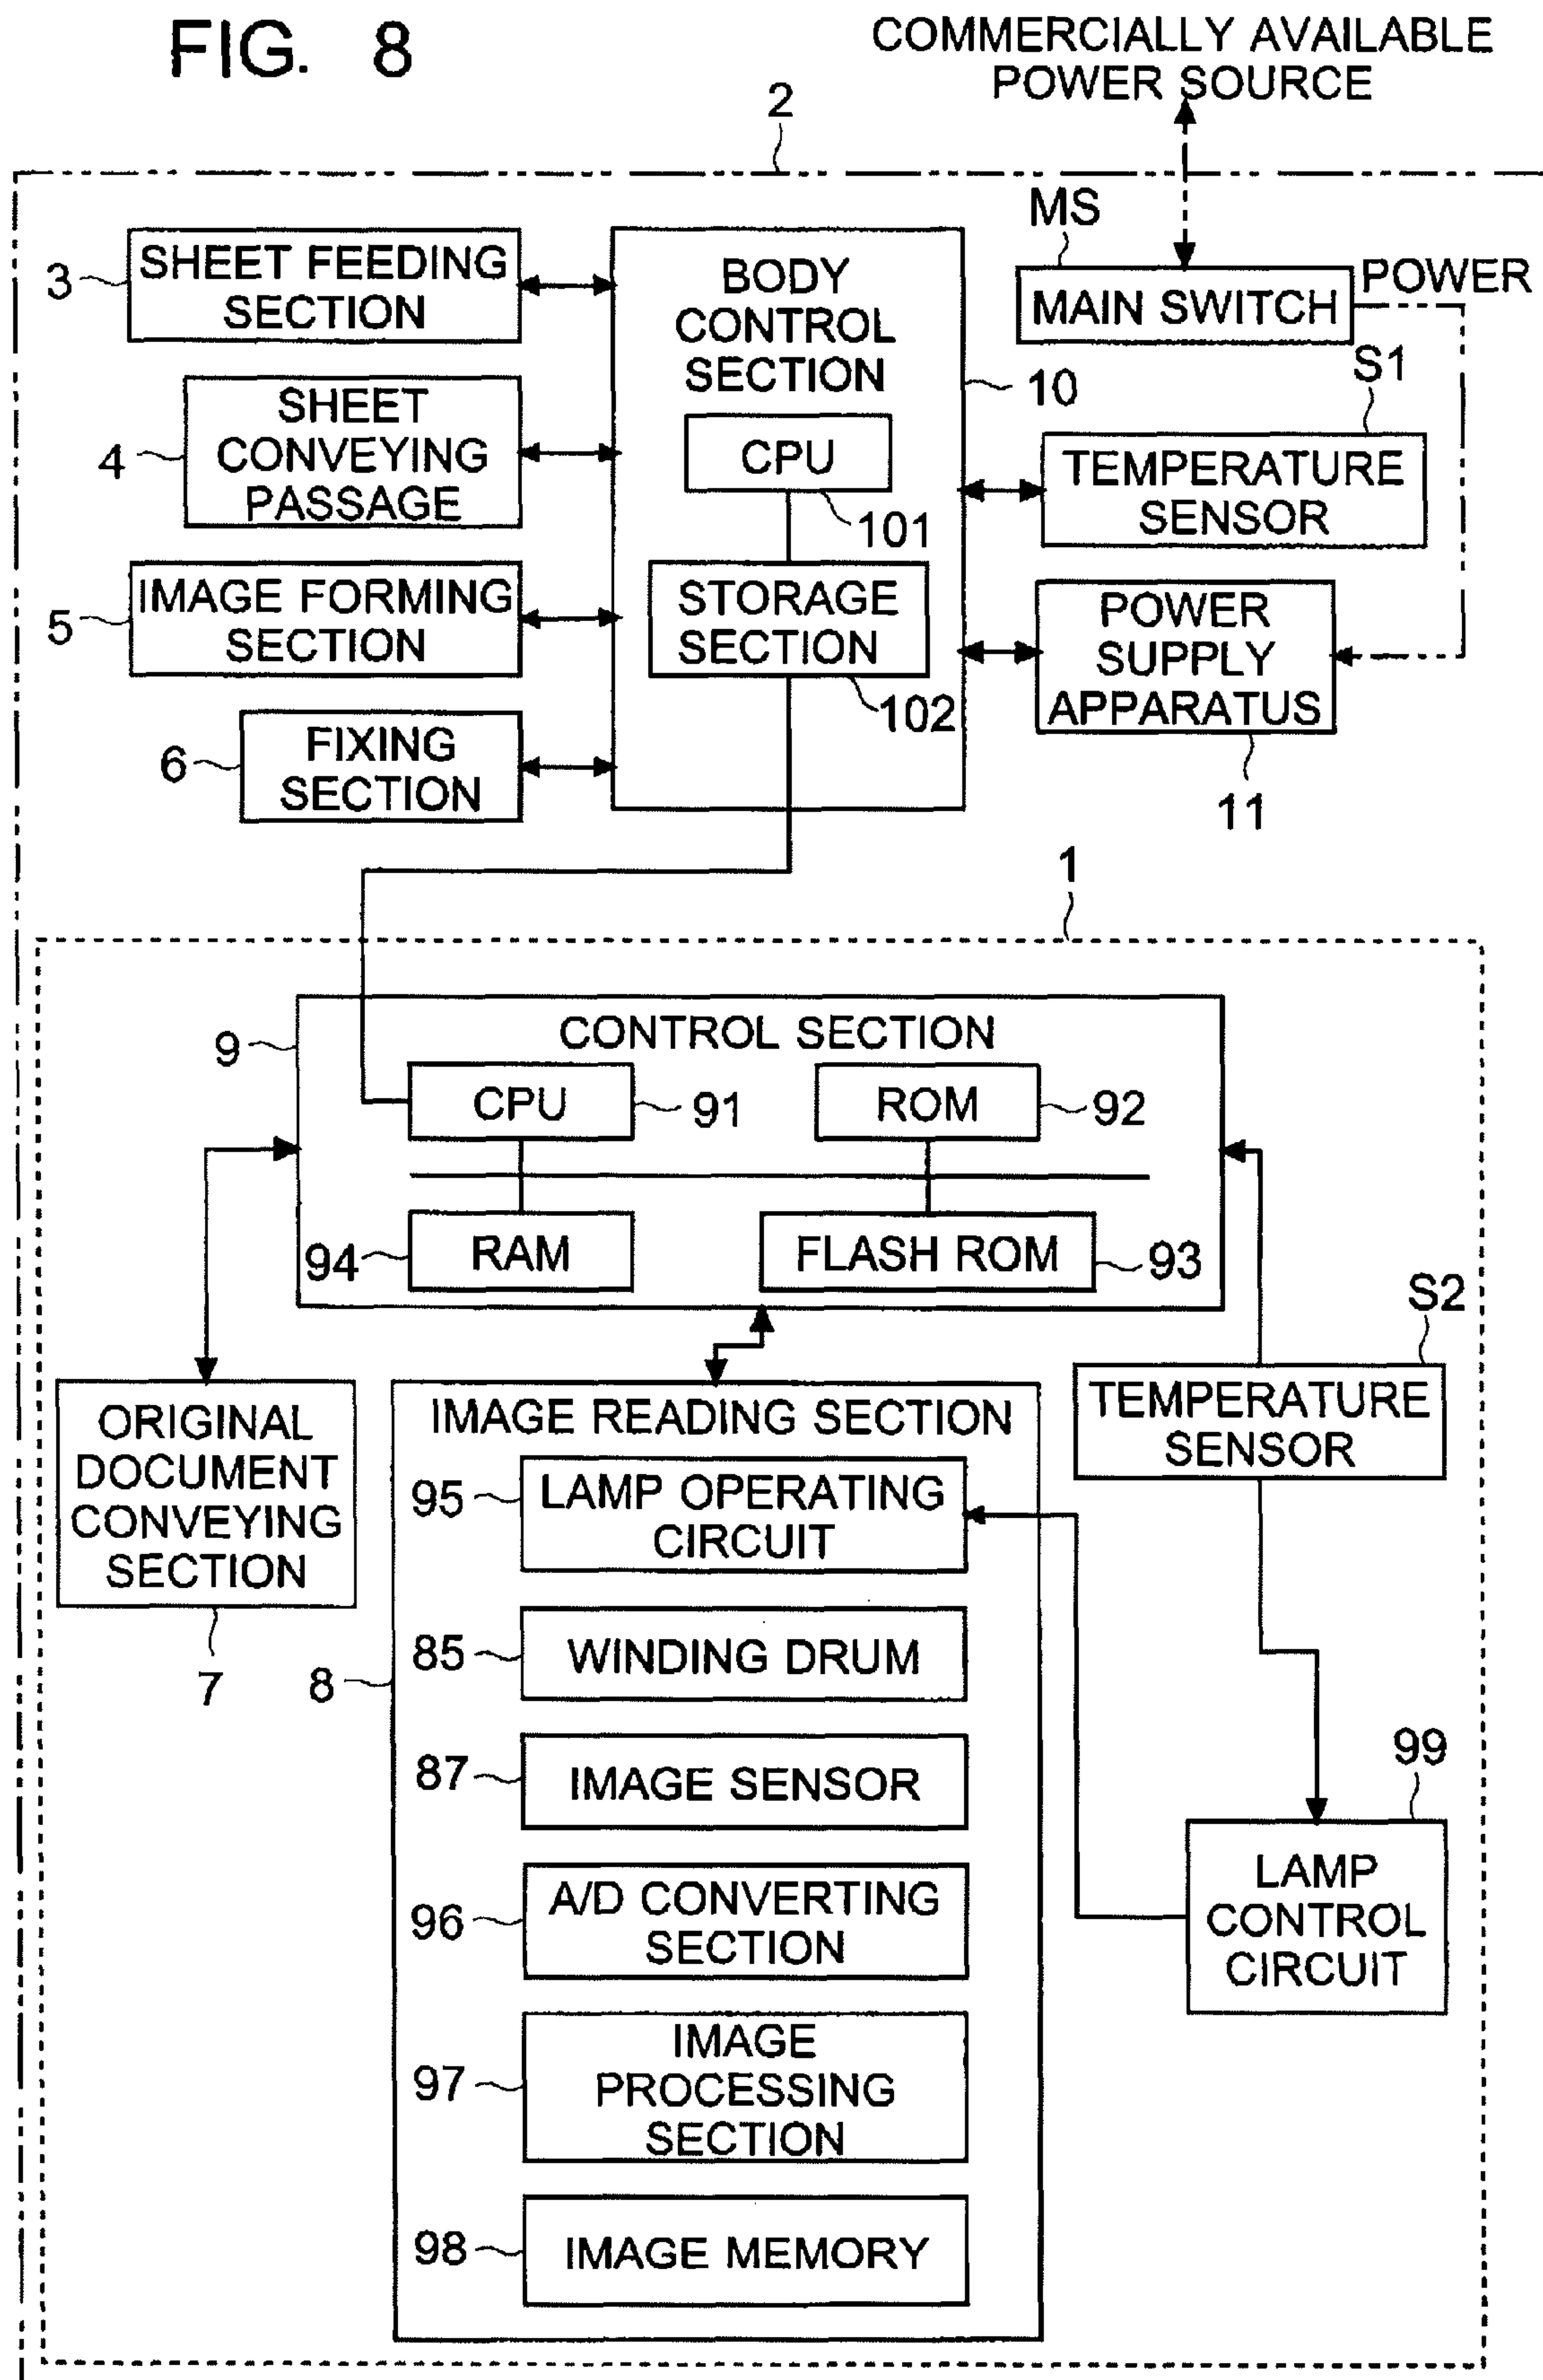 FIG. 8
COMMERCIALLY AVAILABLE
POWER SOURCE
2
MS
MAIN SWITCH
POWER
3
SHEET FEEDING
SECTION
BODY
CONTROL
SECTION
10
S1
4
SHEET
CONVEYING
PASSAGE
CPU
101
TEMPERATURE
SENSOR
5
IMAGE FORMING
SECTION
STORAGE
SECTION
102
POWER
SUPPLY
APPARATUS
11
6
FIXING
SECTION
1
9
CONTROL SECTION
CPU
91
ROM
92
94
RAM
FLASH ROM
93
S2
TEMPERATURE
SENSOR
ORIGINAL
DOCUMENT
CONVEYING
SECTION
7
8
IMAGE READING SECTION
95
LAMP OPERATING
CIRCUIT
85
WINDING DRUM
87
IMAGE SENSOR
96
A/D CONVERTING
SECTION
97
IMAGE
PROCESSING
SECTION
98
IMAGE MEMORY
99
LAMP
CONTROL
CIRCUIT